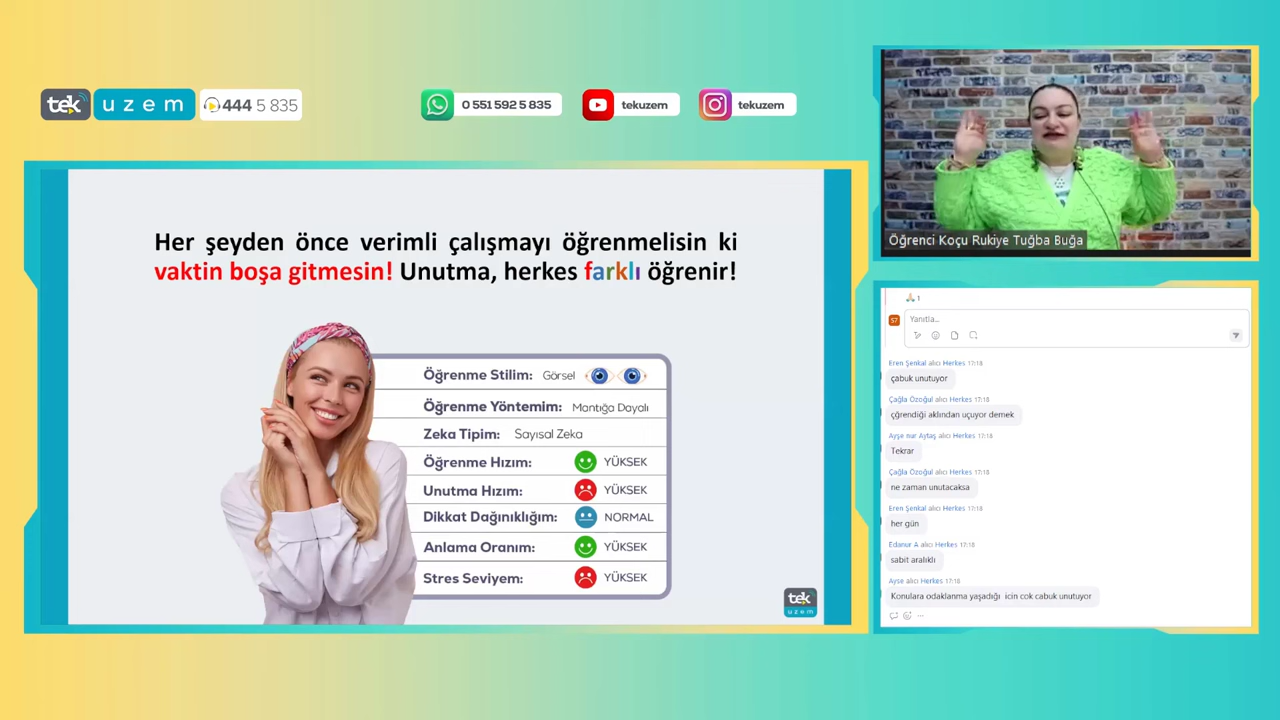 tek uzem 444 5 835
0 551 592 5 835
tekuzem
tekuzem
Her şeyden önce verimli çalışmayı öğrenmelisin ki
vaktin boşa gitmesin! Unutma, herkes farklı öğrenir!
Öğrenme Stilim: Görsel
Öğrenme Yöntemim: Mantığa Dayalı
Zeka Tipim: Sayısal Zeka
Öğrenme Hızım: YÜKSEK
Unutma Hızım: YÜKSEK
Dikkat Dağınıklığım: NORMAL
Anlama Oranım: YÜKSEK
Stres Seviyem: YÜKSEK
tek
uzem
Öğrenci Koçu Rukiye Tuğba Buğa
1
S7
Yanıtla...
Eren Şenkal alıcı Herkes 17:18
çabuk unutuyor
Çağla Özoğul alıcı Herkes 17:18
çğrendiği aklından uçuyor demek
Ayşe nur Aytaş alıcı Herkes 17:18
Tekrar
Çağla Özoğul alıcı Herkes 17:18
ne zaman unutacaksa
Eren Şenkal alıcı Herkes 17:18
her gün
Edanur A alıcı Herkes 17:18
sabit aralıklı
Ayse alıcı Herkes 17:18
Konulara odaklanma yaşadığı icin cok cabuk unutuyor